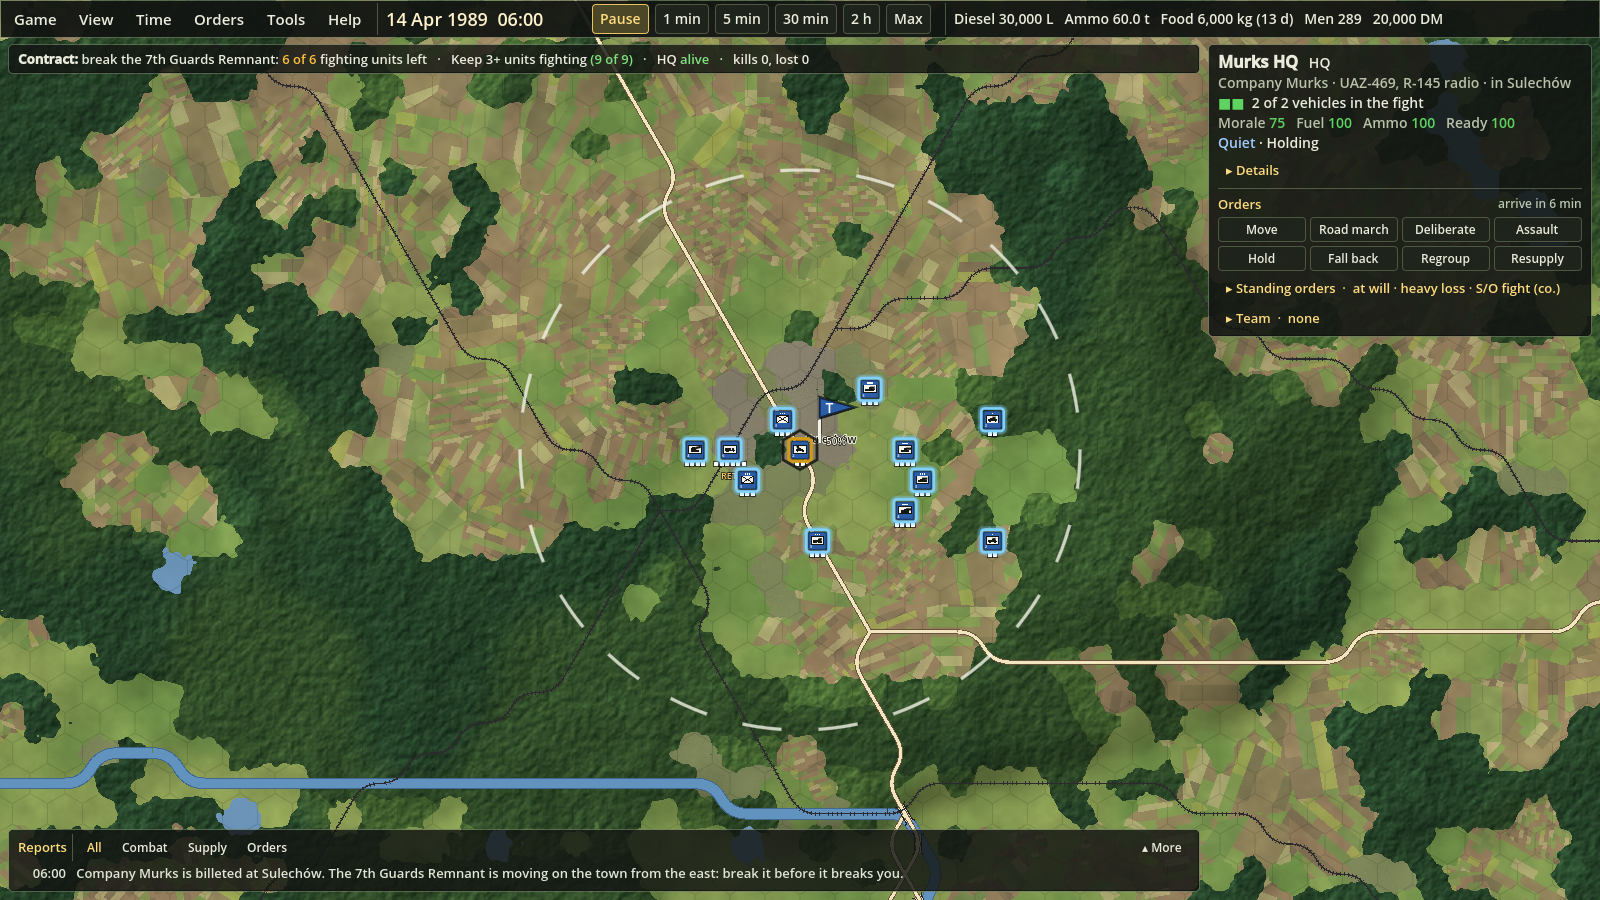 Game View Time Orders Tools Help 14 Apr 1989 06:00 Pause 1 min 5 min 30 min 2 h Max Diesel 30,000 L Ammo 60.0 t Food 6,000 kg (13 d) Men 289 20,000 DM
Contract: break the 7th Guards Remnant: 6 of 6 fighting units left · Keep 3+ units fighting (9 of 9) · HQ alive · kills 0, lost 0
Murks HQ HQ
Company Murks · UAZ-469, R-145 radio · in Sulechów
2 of 2 vehicles in the fight
Morale 75 Fuel 100 Ammo 100 Ready 100
Quiet · Holding
▸ Details
Orders arrive in 6 min
Move Road march Deliberate Assault
Hold Fall back Regroup Resupply
▸ Standing orders · at will · heavy loss · S/O fight (co.)
▸ Team · none
T
Reports All Combat Supply Orders ▴ More
06:00 Company Murks is billeted at Sulechów. The 7th Guards Remnant is moving on the town from the east: break it before it breaks you.